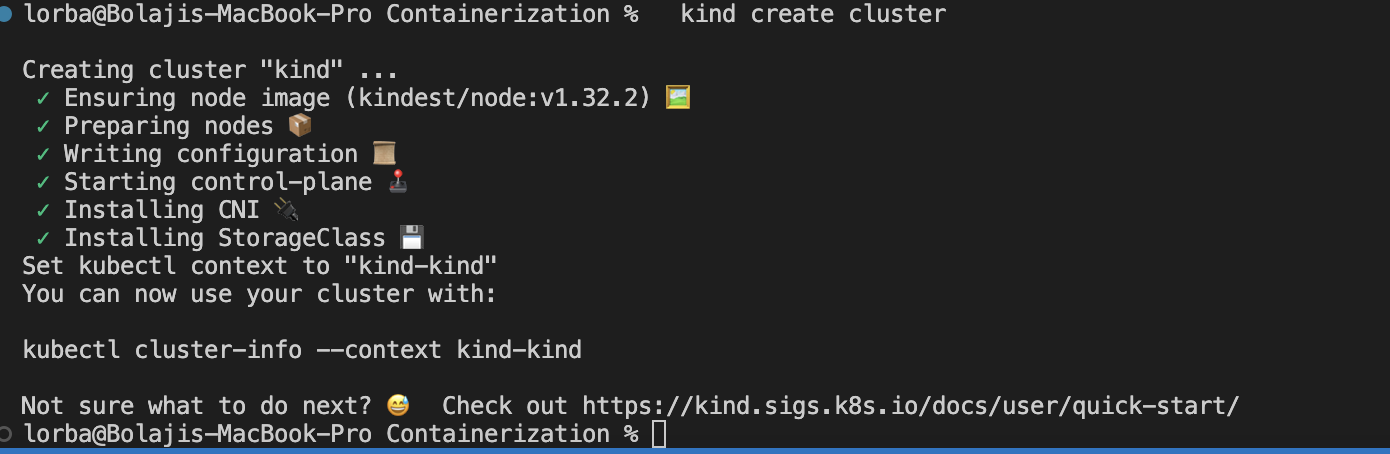 lorba@Bolajis-MacBook-Pro Containerization %   kind create cluster
Creating cluster "kind" ...
✓ Ensuring node image (kindest/node:v1.32.2) 🖼
✓ Preparing nodes 📦
✓ Writing configuration 📜
✓ Starting control-plane 🕹️
✓ Installing CNI 🔌
✓ Installing StorageClass 💾
Set kubectl context to "kind-kind"
You can now use your cluster with:
kubectl cluster-info --context kind-kind
Not sure what to do next? 😅  Check out https://kind.sigs.k8s.io/docs/user/quick-start/
lorba@Bolajis-MacBook-Pro Containerization %